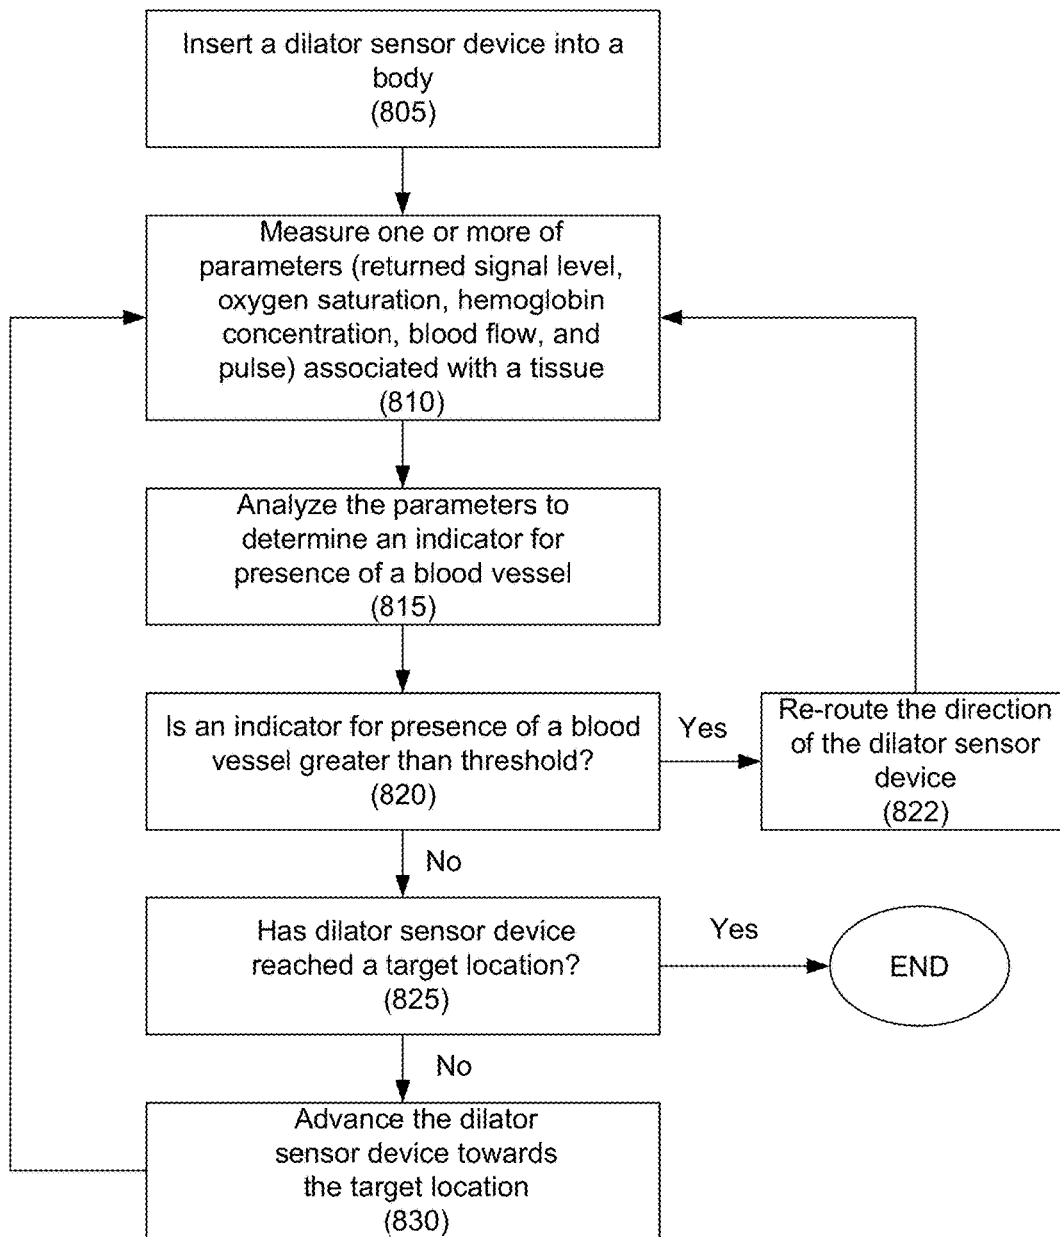 Insert a dilator sensor device into a
body
(805)
Measure one or more of
parameters (returned signal level,
oxygen saturation, hemoglobin
concentration, blood flow, and
pulse) associated with a tissue
(810)
Analyze the parameters to
determine an indicator for
presence of a blood vessel
(815)
Is an indicator for presence of a blood
vessel greater than threshold?
(820)
Yes
Re-route the direction
of the dilator sensor
device
(822)
No
Has dilator sensor device
reached a target location?
(825)
Yes
END
No
Advance the dilator
sensor device towards
the target location
(830)